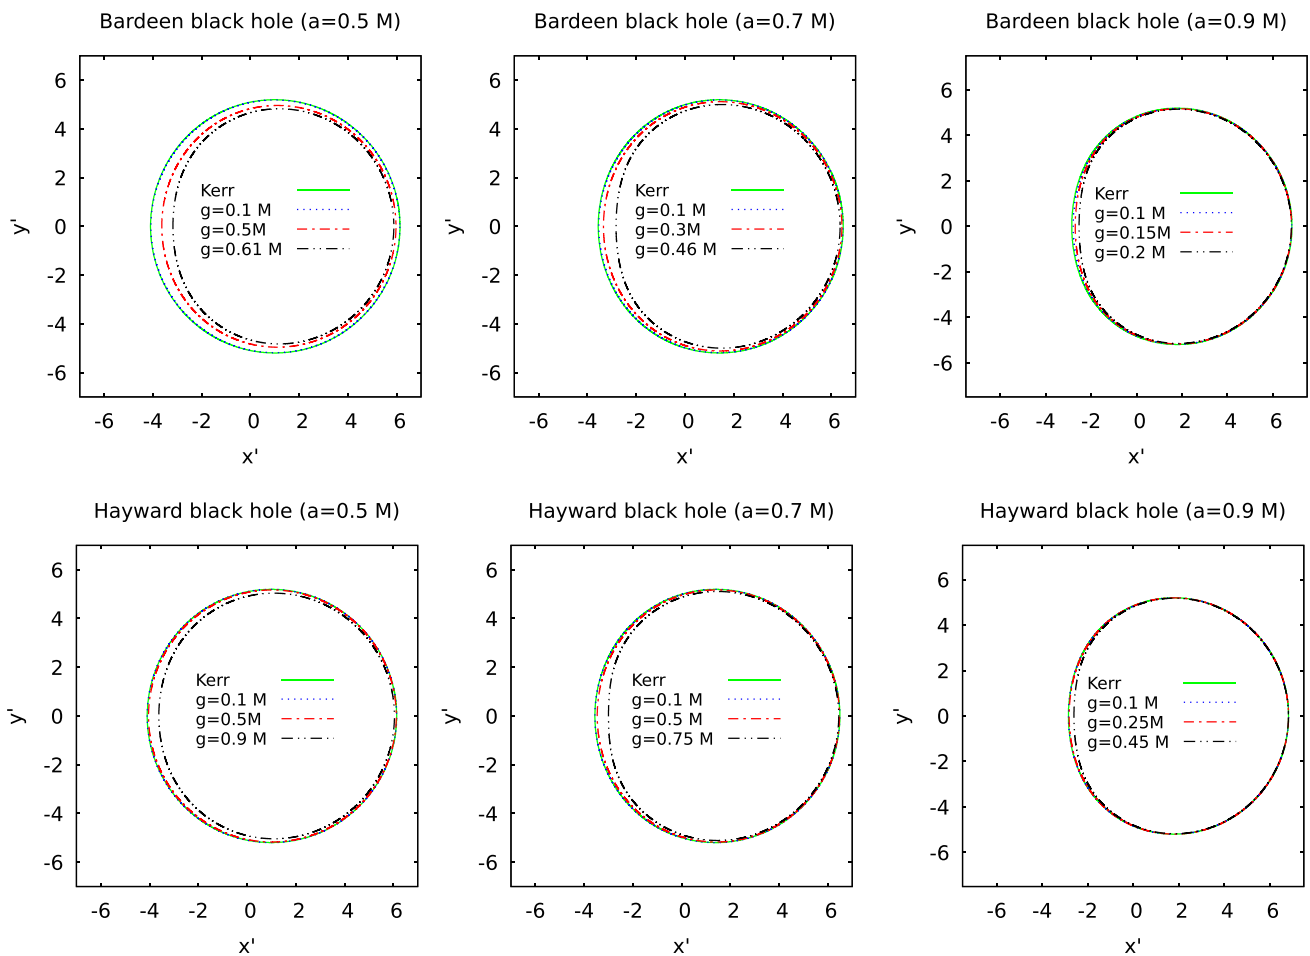 Bardeen black hole (a=0.5 M)
6
4
2
0
-2
-4
-6
y'
Kerr
g=0.1 M
g=0.5M
g=0.61 M
-6 -4 -2 0 2 4 6
x'
Bardeen black hole (a=0.7 M)
6
4
2
0
-2
-4
-6
y'
Kerr
g=0.1 M
g=0.3M
g=0.46 M
-6 -4 -2 0 2 4 6
x'
Bardeen black hole (a=0.9 M)
6
4
2
0
-2
-4
-6
y'
Kerr
g=0.1 M
g=0.15M
g=0.2 M
-6 -4 -2 0 2 4 6
x'
Hayward black hole (a=0.5 M)
6
4
2
0
-2
-4
-6
y'
Kerr
g=0.1 M
g=0.5M
g=0.9 M
-6 -4 -2 0 2 4 6
x'
Hayward black hole (a=0.7 M)
6
4
2
0
-2
-4
-6
y'
Kerr
g=0.1 M
g=0.5 M
g=0.75 M
-6 -4 -2 0 2 4 6
x'
Hayward black hole (a=0.9 M)
6
4
2
0
-2
-4
-6
y'
Kerr
g=0.1 M
g=0.25M
g=0.45 M
-6 -4 -2 0 2 4 6
x'